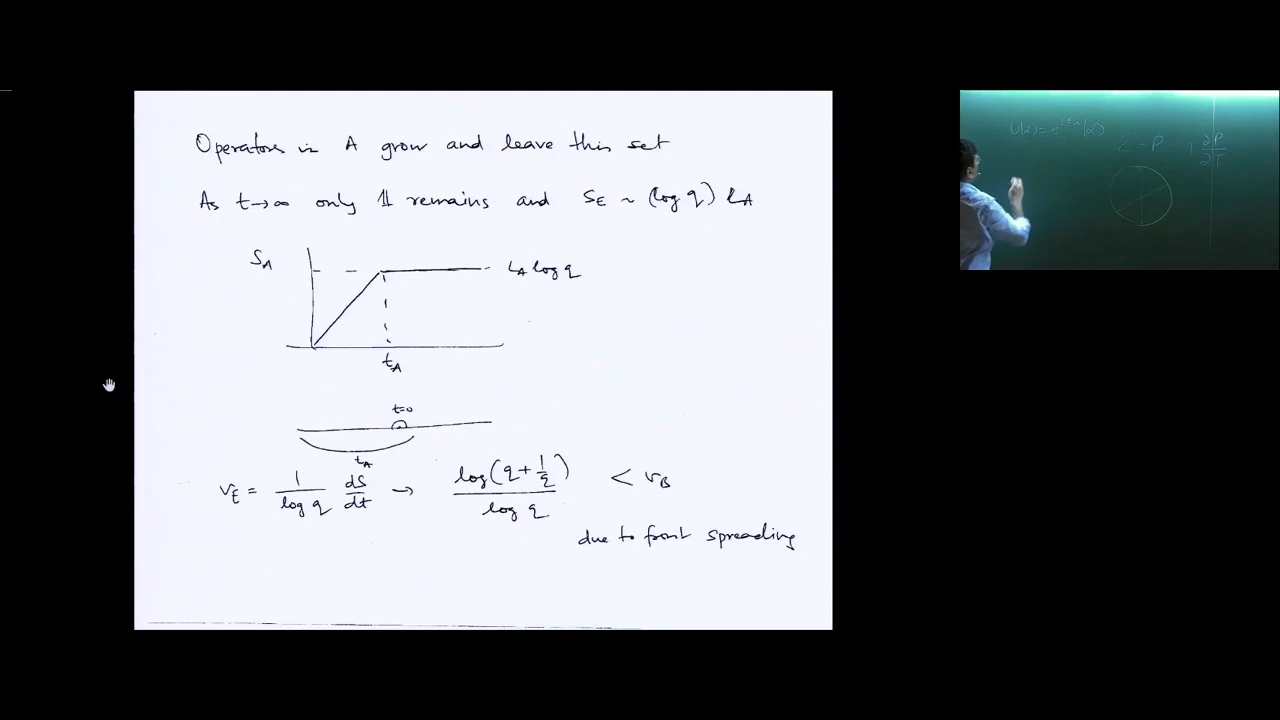 Operators in A grow and leave this set
As t→∞ only 𝟙 remains and S_E ~ (log q) L_A
S_A
L_A log q
t_A
t=0
L_A
v_E = 1/log q dS/dt → log(q + 1/q)/log q < v_B
due to front spreading